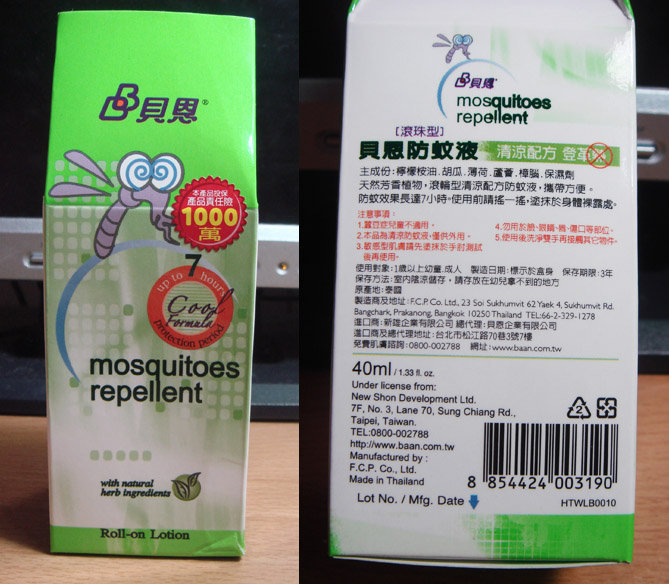 貝恩®
本產品投保
產品責任險
1000
萬
7
up to hours
Cool
Formula
protection period
mosquitoes
repellent
with natural
herb ingredients
Roll-on Lotion
貝恩
mosquitoes
repellent
[滾珠型]
貝恩防蚊液 清涼配方 登革
主成份:檸檬桉油.胡瓜.薄荷.蘆薈.樟腦.保濕劑
天然芳香植物，滾輪型清涼配方防蚊液，攜帶方便。
防蚊效果長達7小時。使用前請搖一搖，塗抹於身體裸露處。
注意事項：
1.蠶豆症兒童不適用。
2.本品為清涼防蚊液，僅供外用。
3.敏感型肌膚請先塗抹於手肘測試
後再使用。
4.勿用於臉、眼睛、唇、傷口等部位。
5.使用後洗淨雙手再接觸其它物件。
使用對象:1歲以上幼童.成人 製造日期:標示於盒身 保存期限:3年
保存方法:室內陰涼儲存，請存放在幼兒拿不到的地方
原產地:泰國
製造商及地址:F.C.P. Co. Ltd., 23 Soi Sukhumvit 62 Yaek 4, Sukhumvit Rd.
Bangchark, Prakanong, Bangkok 10250 Thailand TEL:66-2-329-1278
進口商:新雄企業有限公司 總代理:貝恩企業有限公司
進口商及總代理地址:台北市松江路70巷3號7樓
免費肌膚諮詢:0800-002788 網址:www.baan.com.tw
40ml / 1.33 fl. oz.
Under license from:
New Shon Development Ltd.
7F, No. 3, Lane 70, Sung Chiang Rd.,
Taipei, Taiwan.
TEL:0800-002788
http://www.baan.com.tw
Manufactured by :
F.C.P. Co., Ltd.
Made in Thailand
Lot No. / Mfg. Date
2
8 854424 003190
HTWLB0010